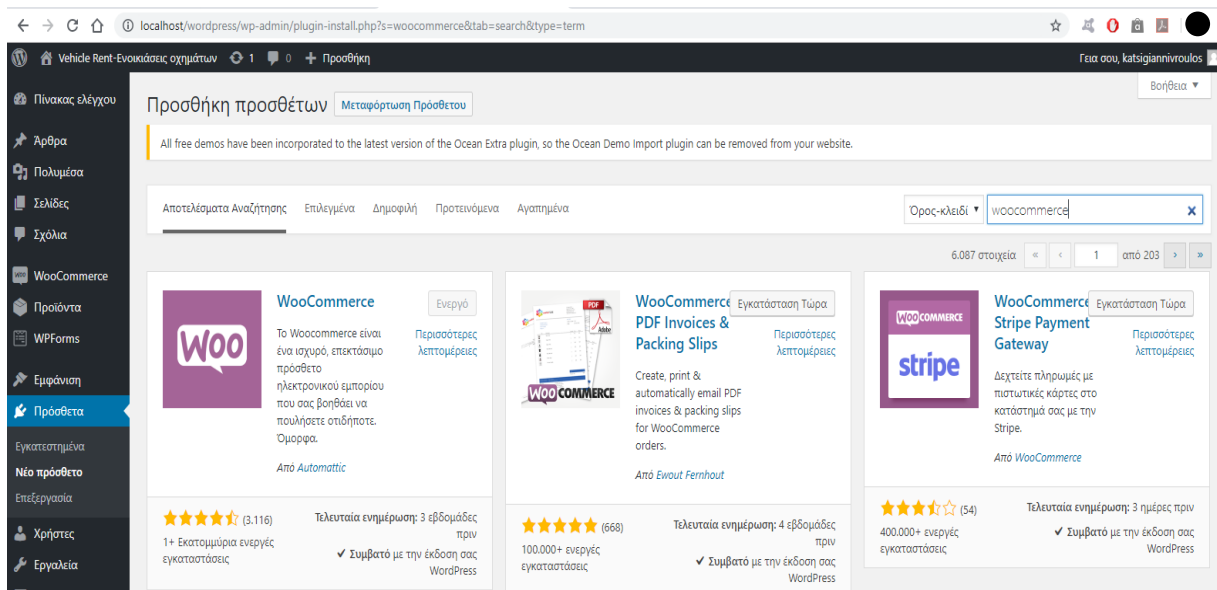 localhost/wordpress/wp-admin/plugin-install.php?s=woocommerce&tab=search&type=term
Vehicle Rent-Ενοικιάσεις οχημάτων 1 0 Προσθήκη
Γεια σου, katsigiannivroulos
Βοήθεια
Πίνακας ελέγχου
Άρθρα
Πολυμέσα
Σελίδες
Σχόλια
WooCommerce
Προϊόντα
WPForms
Εμφάνιση
Πρόσθετα
Εγκατεστημένα
Νέο πρόσθετο
Επεξεργασία
Χρήστες
Εργαλεία
Προσθήκη προσθέτων Μεταφόρτωση Πρόσθετου
All free demos have been incorporated to the latest version of the Ocean Extra plugin, so the Ocean Demo Import plugin can be removed from your website.
Αποτελέσματα Αναζήτησης Επιλεγμένα Δημοφιλή Προτεινόμενα Αγαπημένα
Όρος-κλειδί woocommerce
6.087 στοιχεία « ‹ 1 από 203 › »
Woo
WooCommerce
Ενεργό
Περισσότερες
λεπτομέρειες
Το Woocommerce είναι
ένα ισχυρό, επεκτάσιμο
πρόσθετο
ηλεκτρονικού εμπορίου
που σας βοηθάει να
πουλήσετε οτιδήποτε.
Όμορφα.
Από Automattic
(3.116)
1+ Εκατομμύρια ενεργές
εγκαταστάσεις
Τελευταία ενημέρωση: 3 εβδομάδες
πριν
✔ Συμβατό με την έκδοση σας
WordPress
PDF
Adobe
WOO COMMERCE
WooCommerce
PDF Invoices &
Packing Slips
Εγκατάσταση Τώρα
Περισσότερες
λεπτομέρειες
Create, print &
automatically email PDF
invoices & packing slips
for WooCommerce
orders.
Από Ewout Fernhout
(668)
100.000+ ενεργές
εγκαταστάσεις
Τελευταία ενημέρωση: 4 εβδομάδες
πριν
✔ Συμβατό με την έκδοση σας
WordPress
WOO COMMERCE
stripe
WooCommerce
Stripe Payment
Gateway
Εγκατάσταση Τώρα
Περισσότερες
λεπτομέρειες
Δεχτείτε πληρωμές με
πιστωτικές κάρτες στο
κατάστημά σας με την
Stripe.
Από WooCommerce
(54)
400.000+ ενεργές
εγκαταστάσεις
Τελευταία ενημέρωση: 3 ημέρες πριν
✔ Συμβατό με την έκδοση σας
WordPress